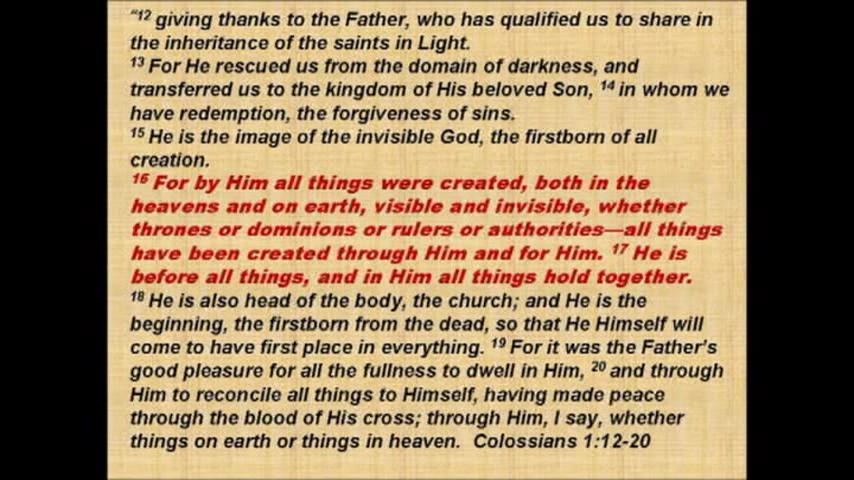 “12 giving thanks to the Father, who has qualified us to share in
the inheritance of the saints in Light.
13 For He rescued us from the domain of darkness, and
transferred us to the kingdom of His beloved Son, 14 in whom we
have redemption, the forgiveness of sins.
15 He is the image of the invisible God, the firstborn of all
creation.
16 For by Him all things were created, both in the
heavens and on earth, visible and invisible, whether
thrones or dominions or rulers or authorities—all things
have been created through Him and for Him. 17 He is
before all things, and in Him all things hold together.
18 He is also head of the body, the church; and He is the
beginning, the firstborn from the dead, so that He Himself will
come to have first place in everything. 19 For it was the Father’s
good pleasure for all the fullness to dwell in Him, 20 and through
Him to reconcile all things to Himself, having made peace
through the blood of His cross; through Him, I say, whether
things on earth or things in heaven. Colossians 1:12-20